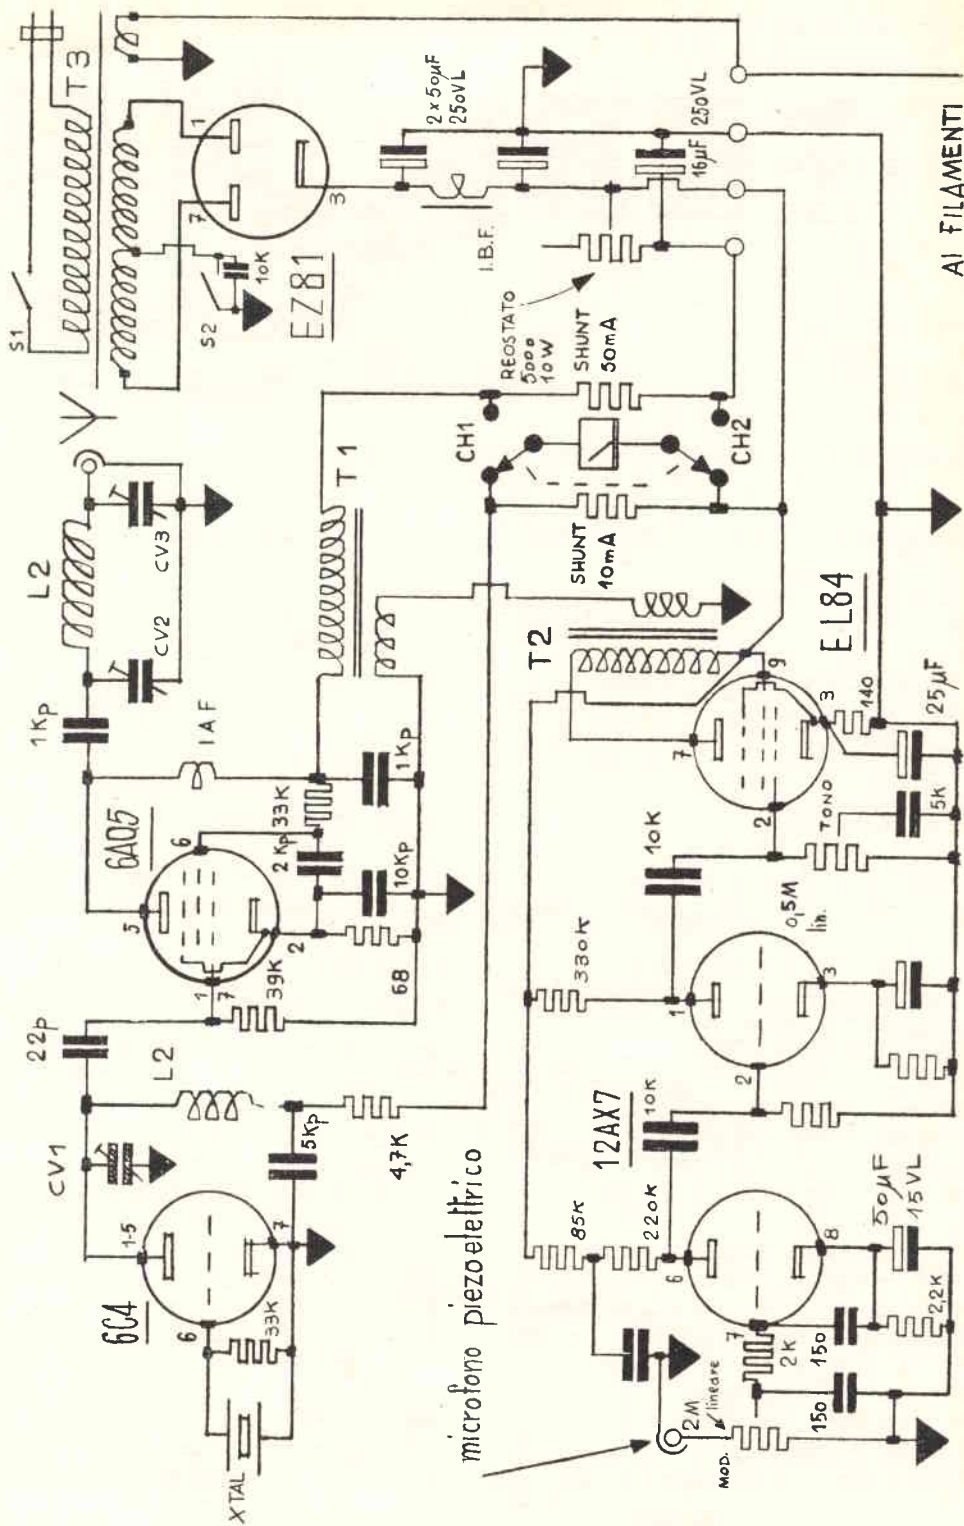 S1
T3
1
7
3
S2
10K
EZ81
2 x 50µF
250VL
I.B.F.
250VL
16µF
REOSTATO
5000
10W
AI FILAMENTI
L2
CV2
CV3
T1
CH1
SHUNT
50mA
CH2
SHUNT
10mA
1Kp
IAF
6AQ5
5
6
1
7
2
33K
2Kp
1Kp
10Kp
39K
68
22p
L2
CV1
5Kp
4,7K
6C4
1-5
6
7
33K
XTAL
T2
EL84
7
9
2
3
140
25µF
5K
TONO
10K
330K
0,5M
lin.
1
2
3
12AX7
10K
85K
220K
6
7
8
50µF
15VL
2,2K
2K
150
150
microfono piezoelettrico
2M
lineare
MOD.